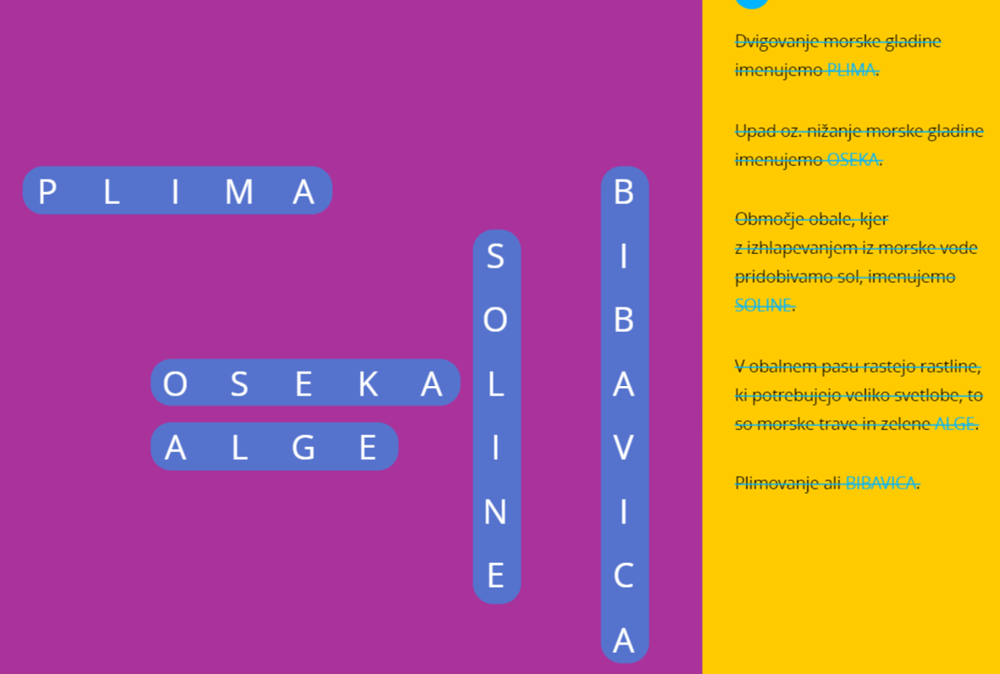 P L I M A
O S E K A
A L G E
S
O
L
I
N
E
B
I
B
A
V
I
C
A
Dvigovanje morske gladine
imenujemo PLIMA.
Upad oz. nižanje morske gladine
imenujemo OSEKA.
Območje obale, kjer
z izhlapevanjem iz morske vode
pridobivamo sol, imenujemo
SOLINE.
V obalnem pasu rastejo rastline,
ki potrebujejo veliko svetlobe, to
so morske trave in zelene ALGE.
Plimovanje ali BIBAVICA.